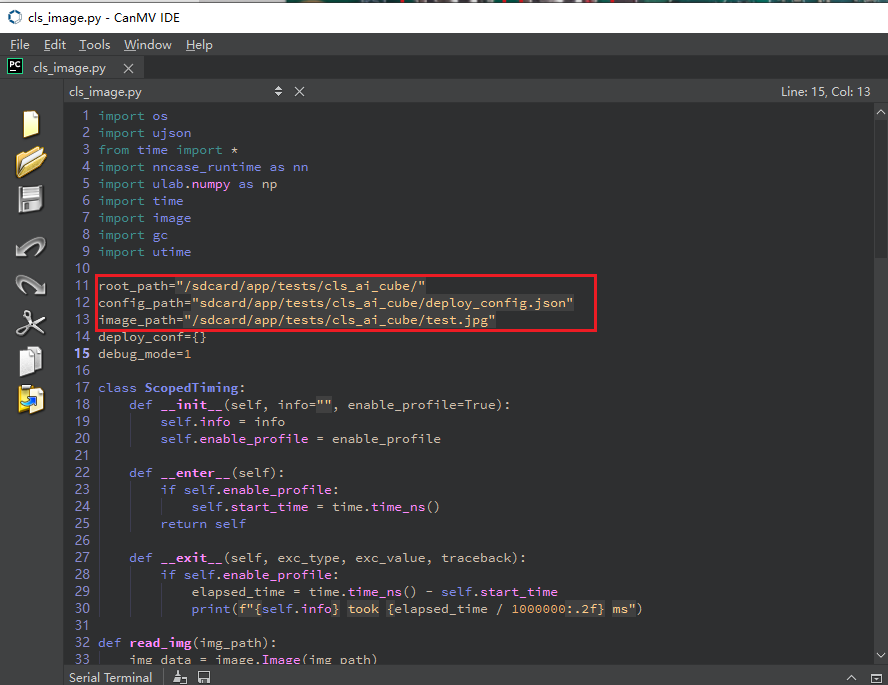 cls_image.py - CanMV IDE
File Edit Tools Window Help
PC cls_image.py
cls_image.py Line: 15, Col: 13
1 import os
2 import ujson
3 from time import *
4 import nncase_runtime as nn
5 import ulab.numpy as np
6 import time
7 import image
8 import gc
9 import utime
10
11 root_path="/sdcard/app/tests/cls_ai_cube/"
12 config_path="sdcard/app/tests/cls_ai_cube/deploy_config.json"
13 image_path="/sdcard/app/tests/cls_ai_cube/test.jpg"
14 deploy_conf={}
15 debug_mode=1
16
17 class ScopedTiming:
18     def __init__(self, info="", enable_profile=True):
19         self.info = info
20         self.enable_profile = enable_profile
21
22     def __enter__(self):
23         if self.enable_profile:
24             self.start_time = time.time_ns()
25         return self
26
27     def __exit__(self, exc_type, exc_value, traceback):
28         if self.enable_profile:
29             elapsed_time = time.time_ns() - self.start_time
30             print(f"{self.info} took {elapsed_time / 1000000:.2f} ms")
31
32 def read_img(img_path):
33     img_data = image.Image(img_path)
Serial Terminal